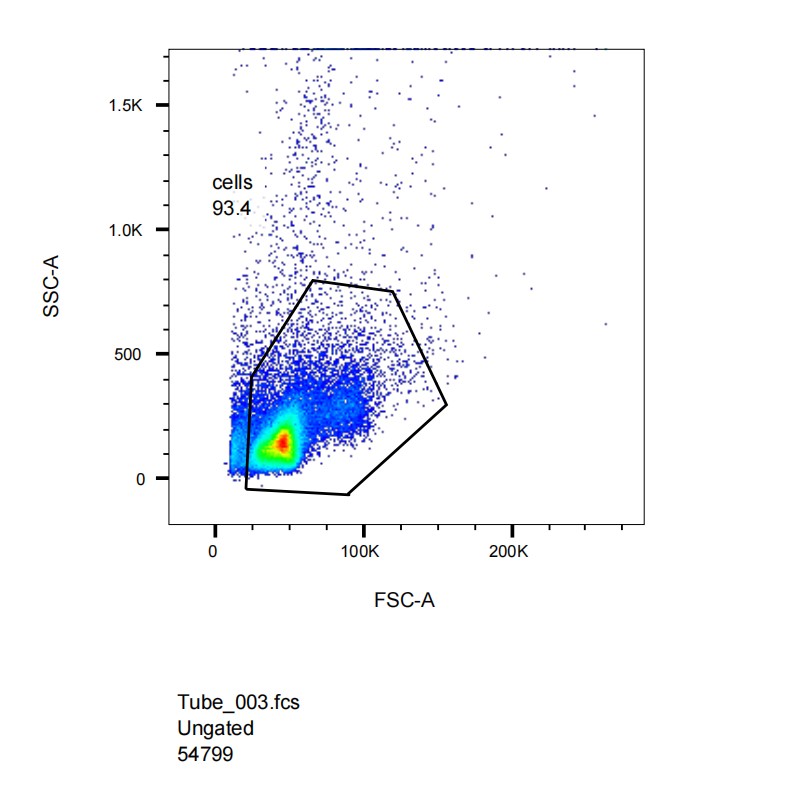 1.5K
cells
93.4
1.0K
SSC-A
500
0
0
100K
200K
FSC-A
Tube_003.fcs
Ungated
54799